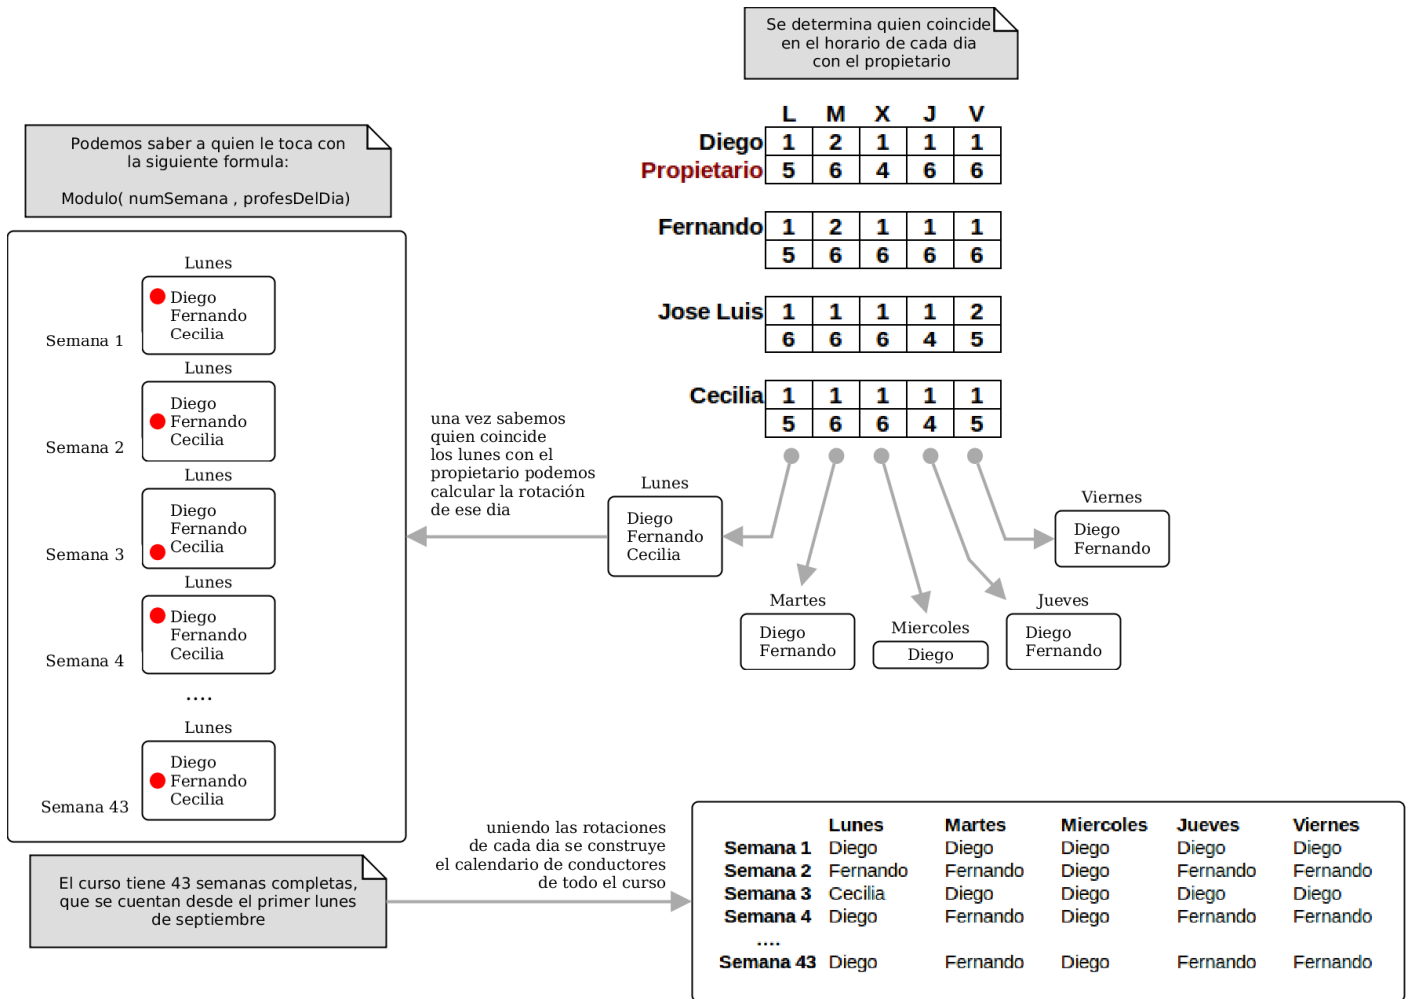 Se determina quien coincide
en el horario de cada dia
con el propietario
L M X J V
Diego 1 2 1 1 1
Propietario 5 6 4 6 6
Fernando 1 2 1 1 1
5 6 6 6 6
Jose Luis 1 1 1 1 2
6 6 6 4 5
Cecilia 1 1 1 1 1
5 6 6 4 5
Podemos saber a quien le toca con
la siguiente formula:
Modulo( numSemana , profesDelDia)
Lunes
Diego
Fernando
Cecilia
Semana 1
Lunes
Diego
Fernando
Cecilia
Semana 2
Lunes
Diego
Fernando
Cecilia
Semana 3
Lunes
Diego
Fernando
Cecilia
Semana 4
....
Lunes
Diego
Fernando
Cecilia
Semana 43
una vez sabemos
quien coincide
los lunes con el
propietario podemos
calcular la rotación
de ese dia
Lunes
Diego
Fernando
Cecilia
Martes
Diego
Fernando
Miercoles
Diego
Jueves
Diego
Fernando
Viernes
Diego
Fernando
El curso tiene 43 semanas completas,
que se cuentan desde el primer lunes
de septiembre
uniendo las rotaciones
de cada dia se construye
el calendario de conductores
de todo el curso
Lunes Martes Miercoles Jueves Viernes
Semana 1 Diego Diego Diego Diego Diego
Semana 2 Fernando Fernando Diego Fernando Fernando
Semana 3 Cecilia Diego Diego Diego Diego
Semana 4 Diego Fernando Diego Fernando Fernando
....
Semana 43 Diego Fernando Diego Fernando Fernando